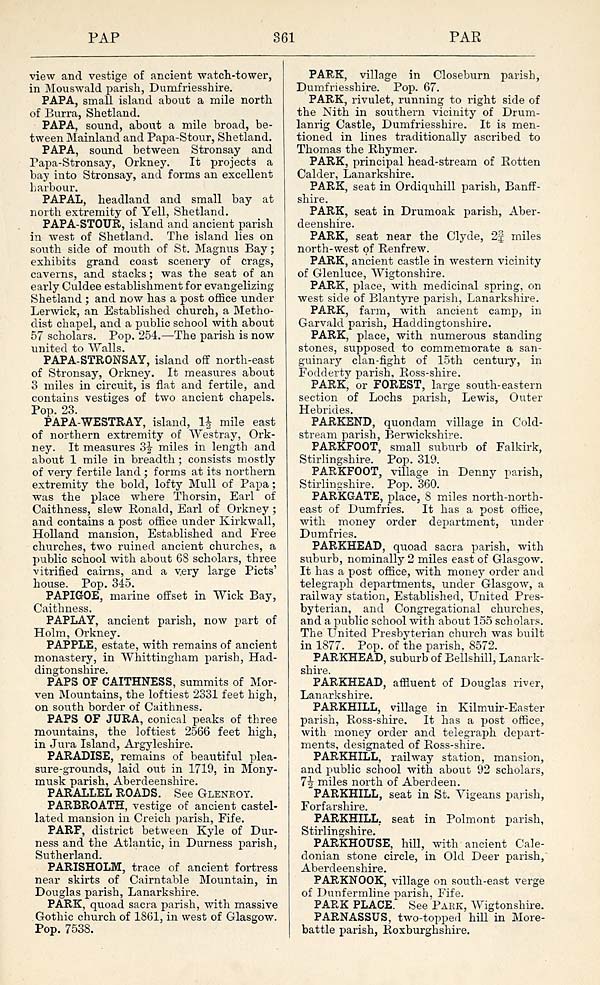 PAP 361 PAR
view and vestige of ancient watch-tower,
in Mouswald parish, Dumfriesshire.
PAPA, small island about a mile north
of Burra, Shetland.
PAPA, sound, about a mile broad, be-
tween Mainland and Papa-Stour, Shetland.
PAPA, sound between Stronsay and
Papa-Stronsay, Orkney. It projects a
bay into Stronsay, and forms an excellent
harbour.
PAPAL, headland and small bay at
north extremity of Yell, Shetland.
PAPA-STOUR, island and ancient parish
in west of Shetland. The island lies on
south side of mouth of St. Magnus Bay;
exhibits grand coast scenery of crags,
caverns, and stacks; was the seat of an
early Culdee establishment for evangelizing
Shetland; and now has a post office under
Lerwick, an Established church, a Metho-
dist chapel, and a public school with about
57 scholars. Pop. 254.—The parish is now
united to Walls.
PAPA-STRONSAY, island off north-east
of Stronsay, Orkney. It measures about
3 miles in circuit, is flat and fertile, and
contains vestiges of two ancient chapels.
Pop. 23.
PAPA-WESTRAY, island, 1½ mile east
of northern extremity of Westray, Ork-
ney. It measures 3½ miles in length and
about 1 mile in breadth; consists mostly
of very fertile land; forms at its northern
extremity the bold, lofty Mull of Papa;
was the place where Thorsin, Earl of
Caithness, slew Ronald, Earl of Orkney;
and contains a post office under Kirkwall,
Holland mansion, Established and Free
churches, two ruined ancient churches, a
public school with about 68 scholars, three
vitrified cairns, and a very large Picts'
house. Pop. 345.
PAPIGOE, marine offset in Wick Bay,
Caithness.
PAPLAY, ancient parish, now part of
Holm, Orkney.
PAPPLE, estate, with remains of ancient
monastery, in Whittingham parish, Had-
dingtonshire.
PAPS OF CAITHNESS, summits of Mor-
ven Mountains, the loftiest 2331 feet high,
on south border of Caithness.
PAPS OF JURA, conical peaks of three
mountains, the loftiest 2566 feet high,
in Jura Island, Argyleshire.
PARADISE, remains of beautiful plea-
sure-grounds, laid out in 1719, in Mony-
musk parish, Aberdeenshire.
PARALLEL ROADS. See GLENROY.
PARBROATH, vestige of ancient castel-
lated mansion in Creich parish, Fife.
PARF, district between Kyle of Dur-
ness and the Atlantic, in Durness parish,
Sutherland.
PARISHOLM, trace of ancient fortress
near skirts of Cairntable Mountain, in
Douglas parish, Lanarkshire.
PARK, quoad sacra parish, with massive
Gothic church of 1861, in west of Glasgow.
Pop. 7538.
PARK, village in Closeburn parish,
Dumfriesshire. Pop. 67.
PARK, rivulet, running to right side of
the Nith in southern vicinity of Drum-
lanrig Castle, Dumfriesshire. It is men-
tioned in lines traditionally ascribed to
Thomas the Rhymer.
PARK, principal head-stream of Rotten
Calder, Lanarkshire.
PARK, seat in Ordiquhill parish, Banff-
shire.
PARK, seat in Drumoak parish, Aber-
deenshire.
PARK, seat near the Clyde, 2¾ miles
north-west of Renfrew.
PARK, ancient castle in western vicinity
of Glenluce, Wigtonshire.
PARK, place, with medicinal spring, on
west side of Blantyre parish, Lanarkshire.
PARK, farm, with ancient camp, in
Garvald parish, Haddingtonshire.
PARK, place, with numerous standing
stones, supposed to commemorate a san-
guinary clan-fight of 15th century, in
Fodderty parish, Ross-shire.
PARK, or FOREST, large south-eastern
section of Lochs parish, Lewis, Outer
Hebrides.
PARKEND, quondam village in Cold-
stream parish, Berwickshire.
PARKFOOT, small suburb of Falkirk,
Stirlingshire. Pop. 319.
PARKFOOT, village in Denny parish,
Stirlingshire. Pop. 360.
PARKGATE, place, 8 miles north-north-
east of Dumfries. It has a post office,
with money order department, under
Dumfries.
PARKHEAD, quoad sacra parish, with
suburb, nominally 2 miles east of Glasgow.
It has a post office, with money order and
telegraph departments, under Glasgow, a
railway station, Established, United Pres-
byterian, and Congregational churches,
and a public school with about 155 scholars.
The United Presbyterian church was built
in 1877. Pop. of the parish, 8572.
PARKHEAD, suburb of Bellshill, Lanark-
shire.
PARKHEAD, affluent of Douglas river,
Lanarkshire.
PARKHILL, village in Kilmuir-Easter
parish, Ross-shire. It has a post office,
with money order and telegraph depart-
ments, designated of Ross-shire.
PARKHILL, railway station, mansion,
and public school with about 92 scholars,
7½ miles north of Aberdeen.
PARKHILL, seat in St. Vigeans parish,
Forfarshire.
PARKHILL, seat in Polmont parish,
Stirlingshire.
PARKHOUSE, hill, with ancient Cale-
donian stone circle, in Old Deer parish,
Aberdeenshire.
PARKNOOK, village on south-east verge
of Dunfermline parish, Fife.
PARK PLACE. See PARK, Wigtonshire.
PARNASSUS, two-topped hill in More-
battle parish, Roxburghshire.